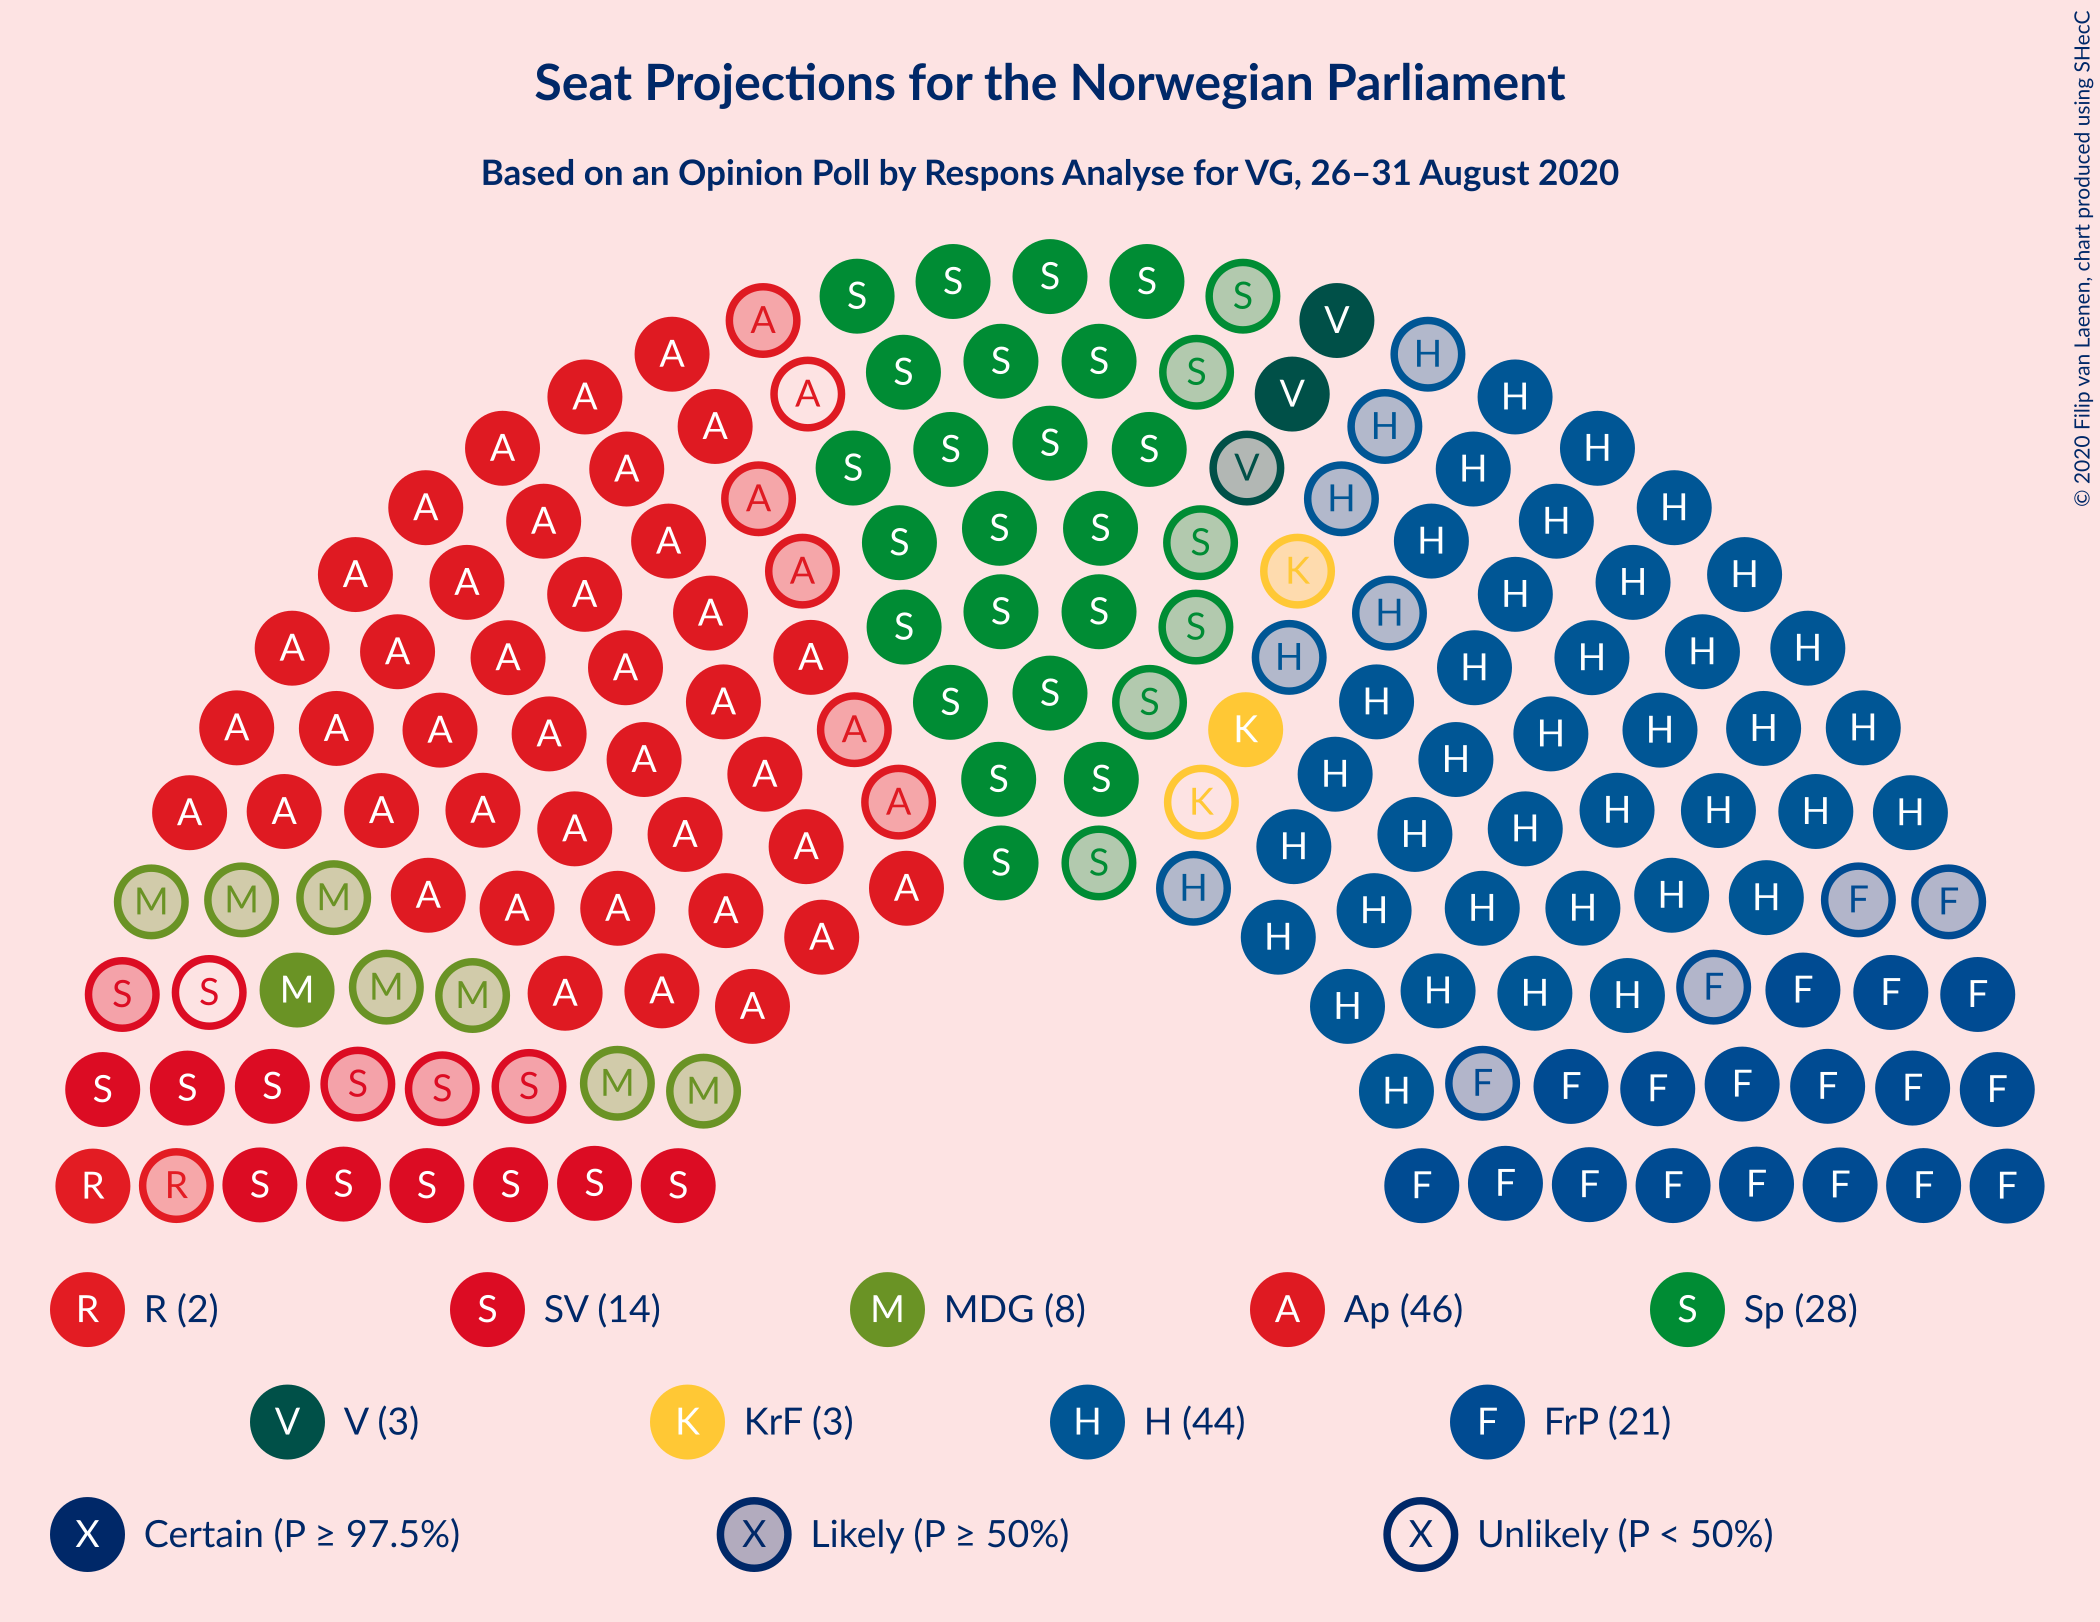 Seat Projections for the Norwegian Parliament
Based on an Opinion Poll by Respons Analyse for VG, 26–31 August 2020
© 2020 Filip van Laenen, chart produced using SHecC
S S S S S
A S S S S V
A A S S S V H
A A S S S S V H H
A A A S S S S K H H H
A A A A S S S S H H H H H
A A A A A S S S K H H H H H H
A A A A A A S S K H H H H H H
A A A A A A A S S H H H H H H H
M M M A A A A A H H H H H F F
S S M M M A A A H H H H F F F F
S S S S S S M M H F F F F F F F
R R S S S S S S F F F F F F F F
R R (2) S SV (14) M MDG (8) A Ap (46) S Sp (28)
V V (3) K KrF (3) H H (44) F FrP (21)
X Certain (P ≥ 97.5%) X Likely (P ≥ 50%) X Unlikely (P < 50%)